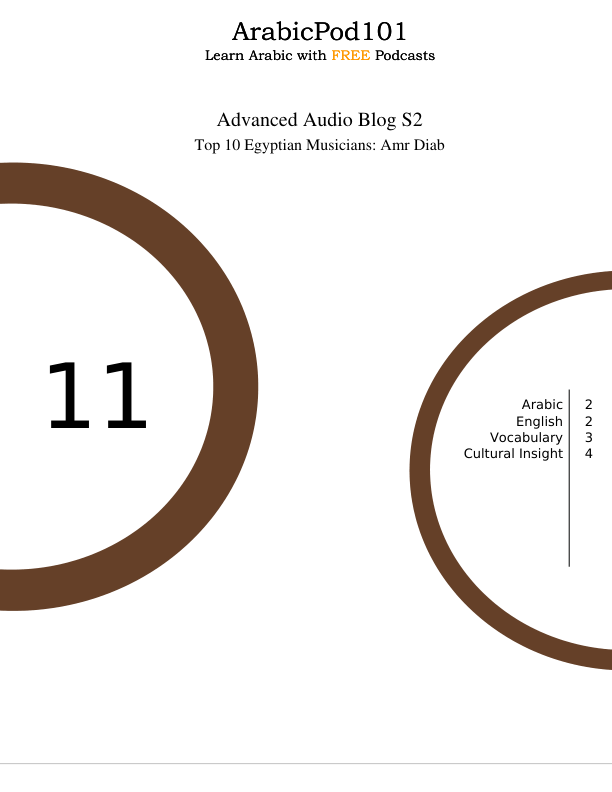 ArabicPod101
Learn Arabic with FREE Podcasts
Advanced Audio Blog S2
Top 10 Egyptian Musicians: Amr Diab
11
Arabic 2
English 2
Vocabulary 3
Cultural Insight 4